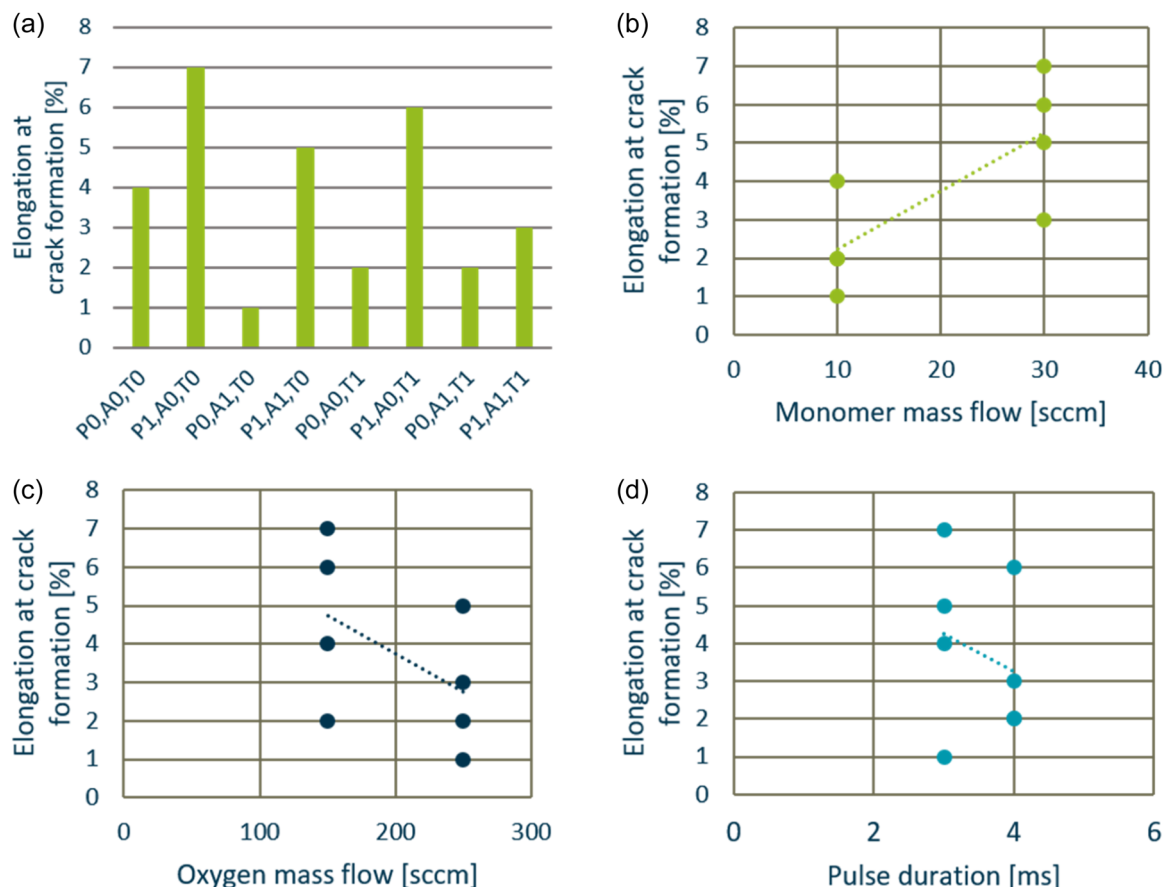 (a)
Elongation at
crack formation [%]
8
7
6
5
4
3
2
1
0
P0,A0,T0
P1,A0,T0
P0,A1,T0
P1,A1,T0
P0,A0,T1
P1,A0,T1
P0,A1,T1
P1,A1,T1
(b)
Elongation at crack
formation [%]
8
7
6
5
4
3
2
1
0
0 10 20 30 40
Monomer mass flow [sccm]
(c)
Elongation at crack
formation [%]
8
7
6
5
4
3
2
1
0
0 100 200 300
Oxygen mass flow [sccm]
(d)
Elongation at crack
formation [%]
8
7
6
5
4
3
2
1
0
0 2 4 6
Pulse duration [ms]